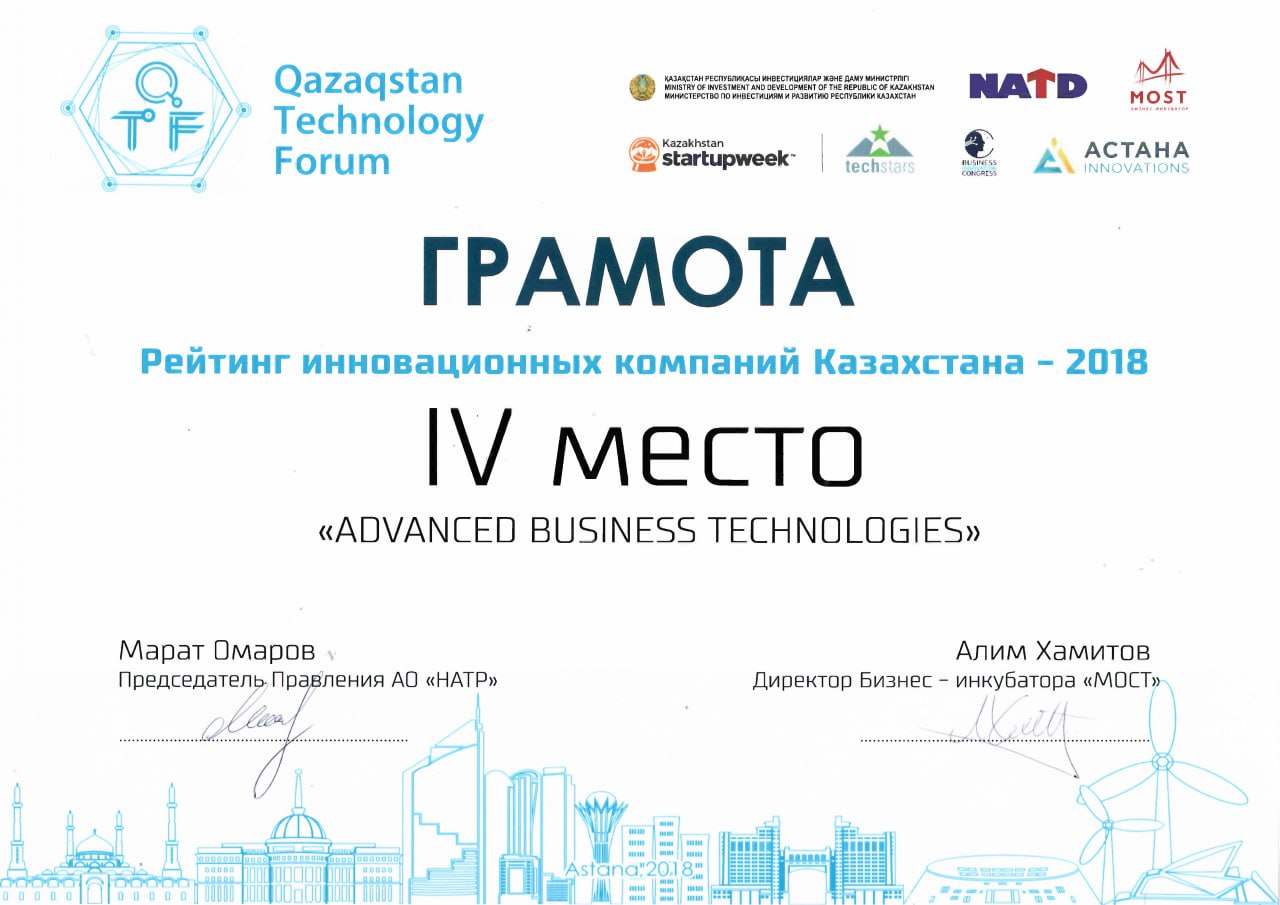 Q
T F
Qazaqstan
Technology
Forum
ҚАЗАҚСТАН РЕСПУБЛИКАСЫ ИНВЕСТИЦИЯЛАР ЖӘНЕ ДАМУ МИНИСТРЛІГІ
MINISTRY OF INVESTMENT AND DEVELOPMENT OF THE REPUBLIC OF KAZAKHSTAN
МИНИСТЕРСТВО ПО ИНВЕСТИЦИЯМ И РАЗВИТИЮ РЕСПУБЛИКИ КАЗАХСТАН
NATD
MOST
БИЗНЕС-ИНКУБАТОР
Kazakhstan
startupweek™
techstars
BUSINESS
CONGRESS
АСТАНА
INNOVATIONS
ГРАМОТА
Рейтинг инновационных компаний Казахстана - 2018
IV место
«ADVANCED BUSINESS TECHNOLOGIES»
Марат Омаров
Председатель Правления АО «НАТР»
Алим Хамитов
Директор Бизнес - инкубатора «МОСТ»
Astana, 2018